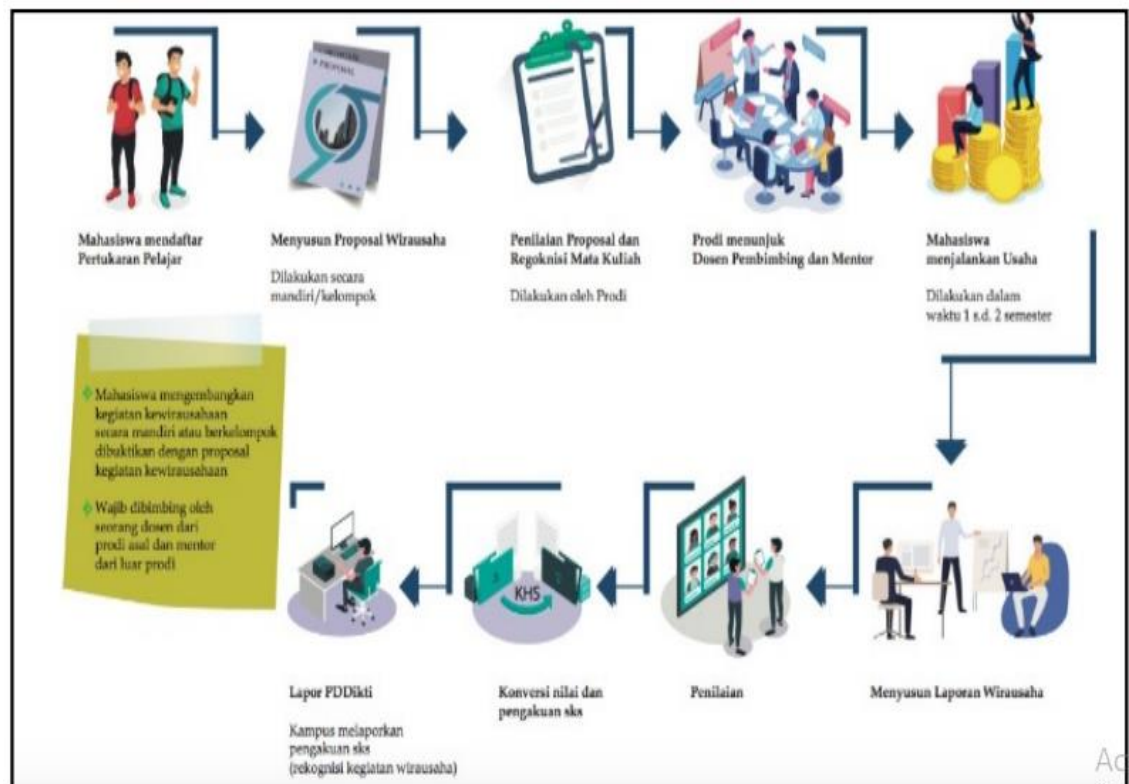 PROPOSAL
Mahasiswa mendaftar
Pertukaran Pelajar
Menyusun Proposal Wirausaha
Dilakukan secara
mandiri/kelompok
Penilaian Proposal dan
Regoknisi Mata Kuliah
Dilakukan oleh Prodi
Prodi menunjuk
Dosen Pembimbing dan Mentor
Mahasiswa
menjalankan Usaha
Dilakukan dalam
waktu 1 s.d. 2 semester
Mahasiswa mengembangkan
kegiatan kewirausahaan
secara mandiri atau berkelompok
dibuktikan dengan proposal
kegiatan kewirausahaan
Wajib dibimbing oleh
seorang dosen dari
prodi asal dan mentor
dari luar prodi
KHS
Lapor PDDikti
Kampus melaporkan
pengakuan sks
(rekognisi kegiatan wirausaha)
Konversi nilai dan
pengakuan sks
Penilaian
Menyusun Laporan Wirausaha